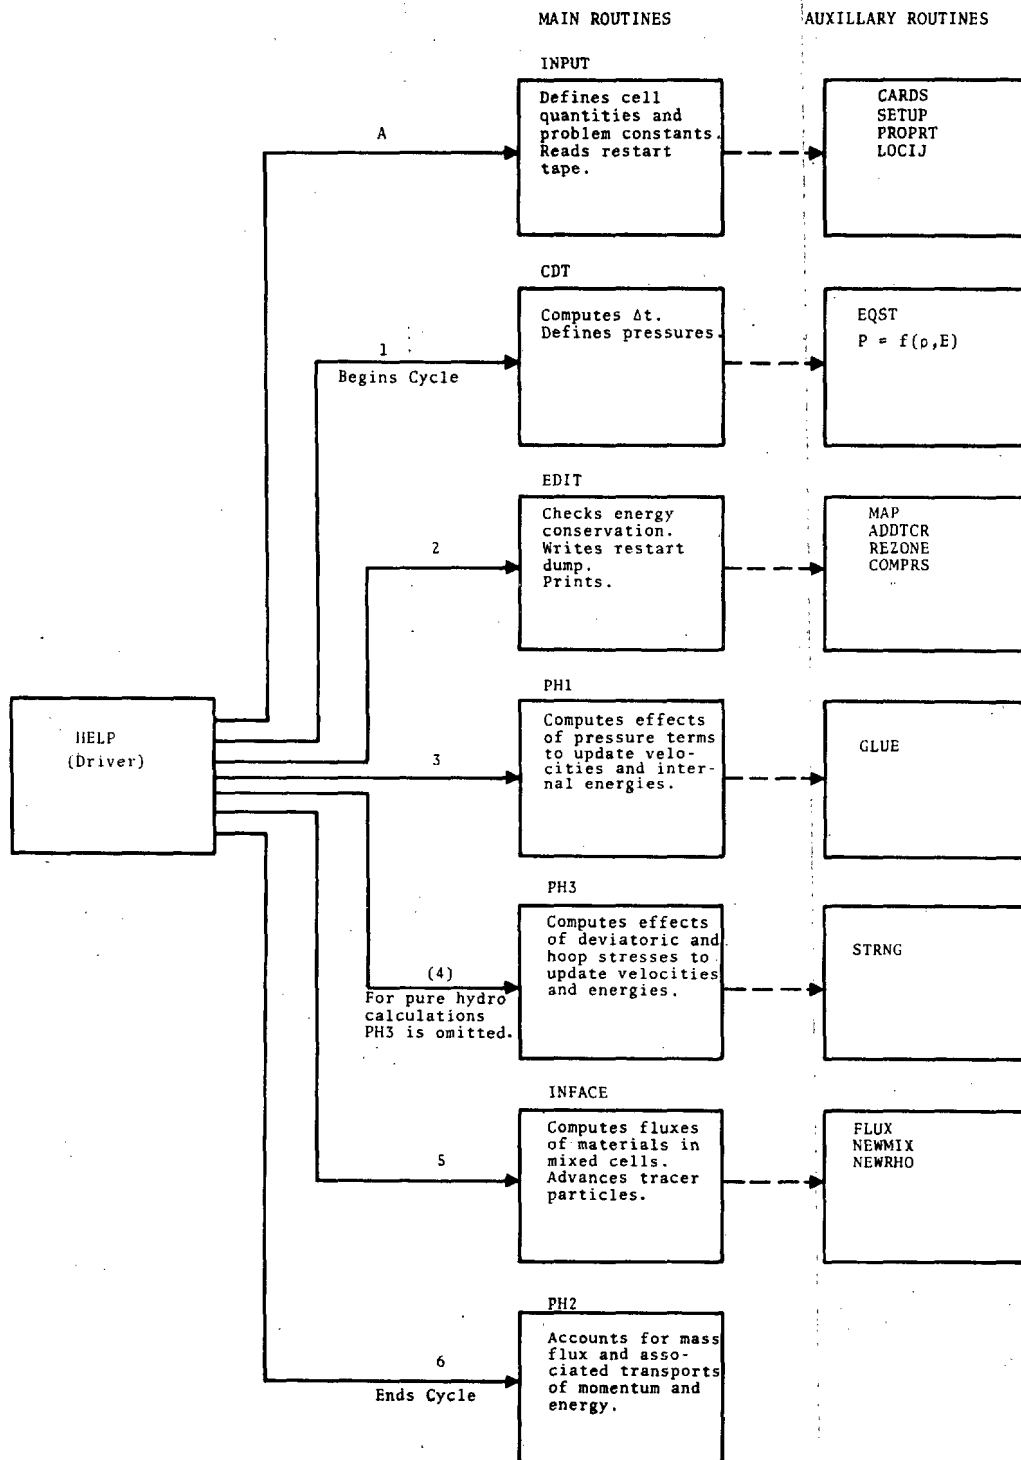 MAIN ROUTINES
AUXILLARY ROUTINES
INPUT
Defines cell
quantities and
problem constants.
Reads restart
tape.
CARDS
SETUP
PROPRT
LOCIJ
A
CDT
Computes Δt.
Defines pressures.
EQST
P = f(ρ,E)
1
Begins Cycle
EDIT
Checks energy
conservation.
Writes restart
dump.
Prints.
MAP
ADDTCR
REZONE
COMPRS
2
HELP
(Driver)
PH1
Computes effects
of pressure terms
to update velo-
cities and inter-
nal energies.
GLUE
3
PH3
Computes effects
of deviatoric and
hoop stresses to
update velocities
and energies.
STRNG
(4)
For pure hydro
calculations
PH3 is omitted.
INFACE
Computes fluxes
of materials in
mixed cells.
Advances tracer
particles.
FLUX
NEWMIX
NEWRHO
5
PH2
Accounts for mass
flux and asso-
ciated transports
of momentum and
energy.
6
Ends Cycle